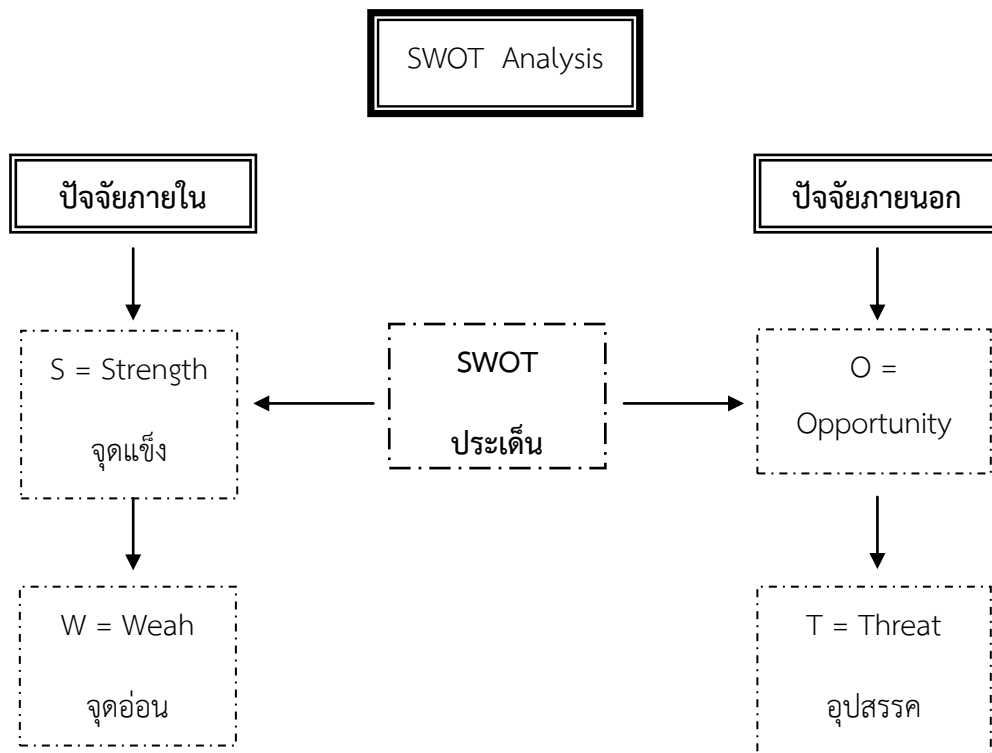 SWOT Analysis
ปัจจัยภายใน
ปัจจัยภายนอก
S = Strength
จุดแข็ง
SWOT
ประเด็น
O =
Opportunity
W = Weah
จุดอ่อน
T = Threat
อุปสรรค